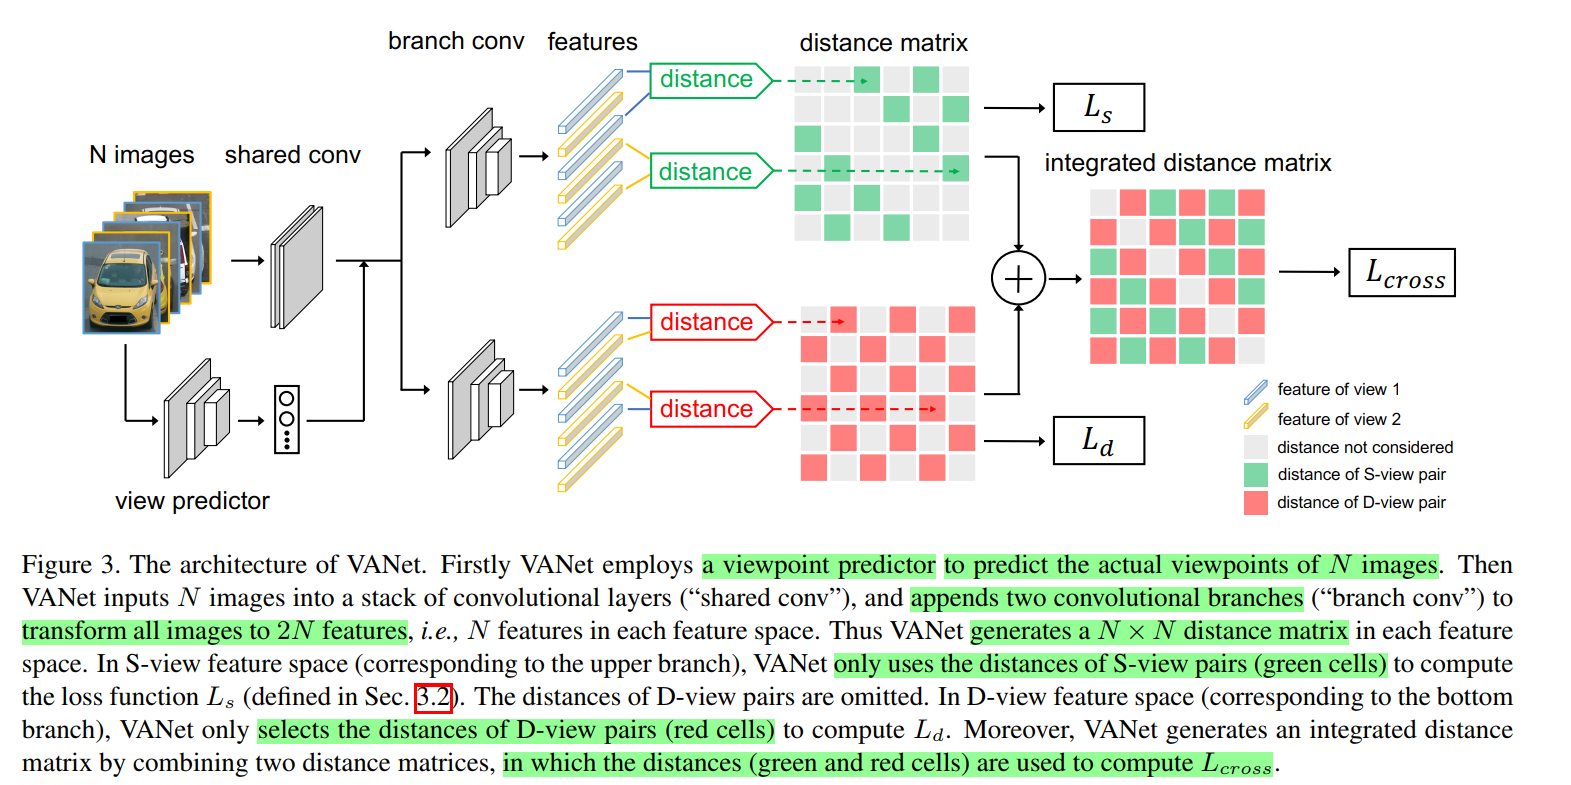 branch conv
features
distance matrix
distance
L_s
N images
shared conv
distance
integrated distance matrix
+
L_cross
distance
distance
L_d
view predictor
feature of view 1
feature of view 2
distance not considered
distance of S-view pair
distance of D-view pair
Figure 3. The architecture of VANet. Firstly VANet employs a viewpoint predictor to predict the actual viewpoints of N images. Then
VANet inputs N images into a stack of convolutional layers (“shared conv”), and appends two convolutional branches (“branch conv”) to
transform all images to 2N features, i.e., N features in each feature space. Thus VANet generates a N × N distance matrix in each feature
space. In S-view feature space (corresponding to the upper branch), VANet only uses the distances of S-view pairs (green cells) to compute
the loss function L_s (defined in Sec. 3.2). The distances of D-view pairs are omitted. In D-view feature space (corresponding to the bottom
branch), VANet only selects the distances of D-view pairs (red cells) to compute L_d. Moreover, VANet generates an integrated distance
matrix by combining two distance matrices, in which the distances (green and red cells) are used to compute L_cross.